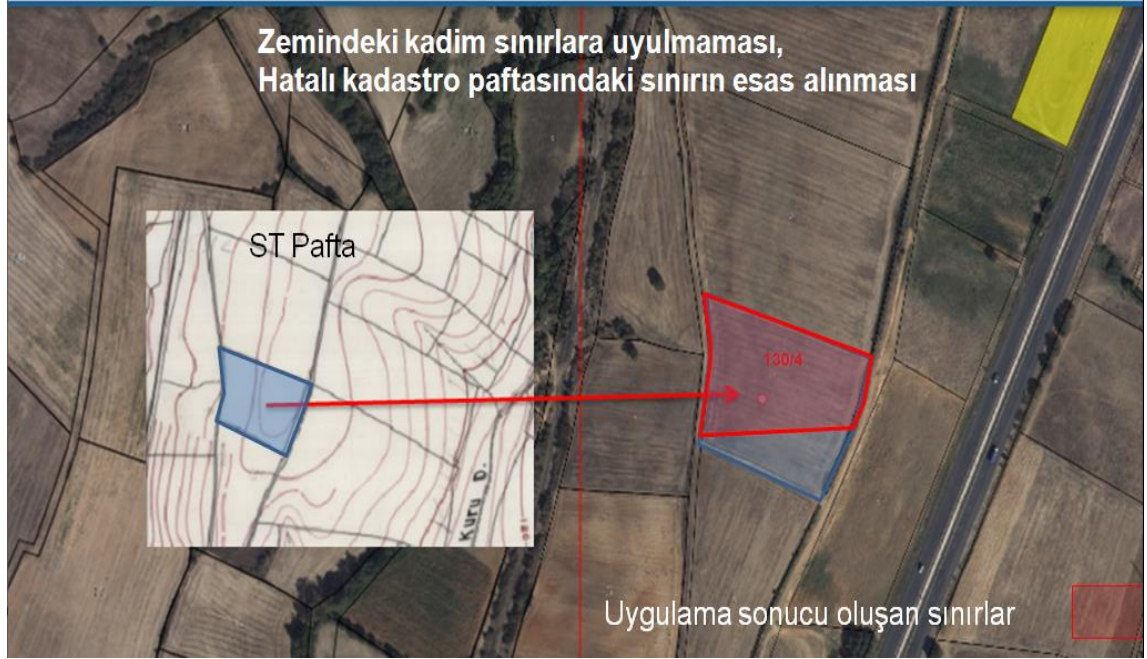 Zemindeki kadim sınırlara uyulmaması,
Hatalı kadastro paftasındaki sınırın esas alınması
ST Pafta
130/4
Kuru D.
Uygulama sonucu oluşan sınırlar